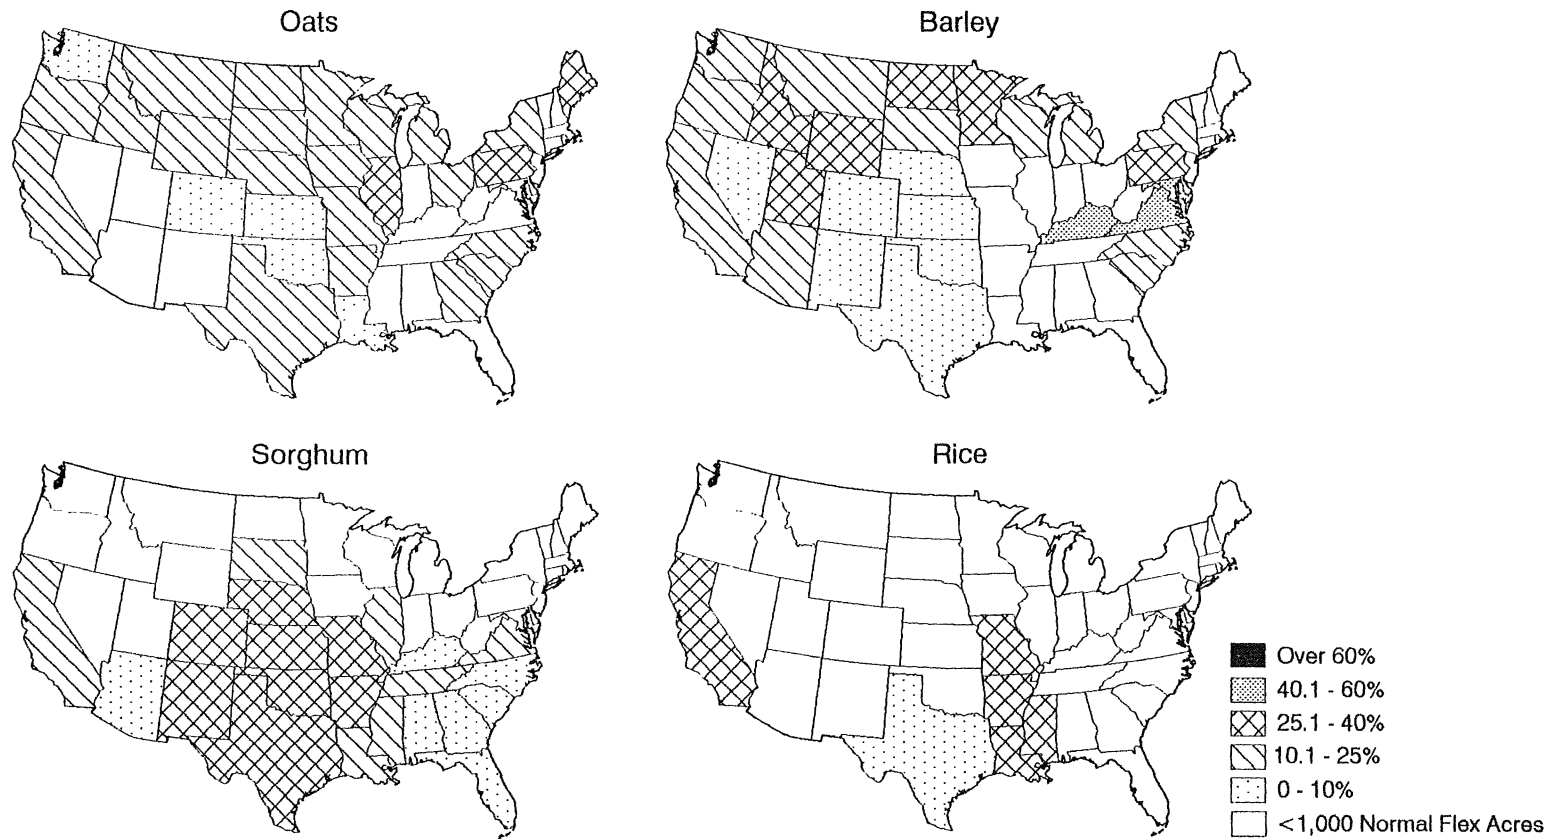 Oats
Barley
Sorghum
Rice
Over 60%
40.1 - 60%
25.1 - 40%
10.1 - 25%
0 - 10%
<1,000 Normal Flex Acres